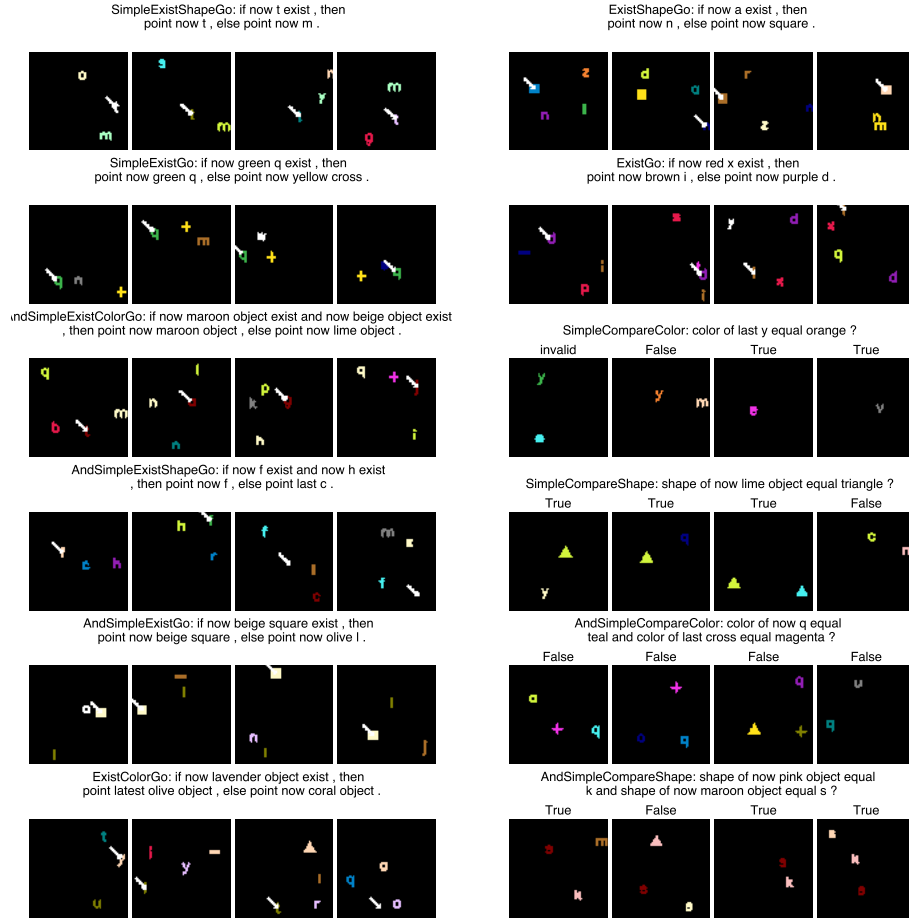 SimpleExistShapeGo: if now t exist , then
point now t , else point now m .
ExistShapeGo: if now a exist , then
point now n , else point now square .
SimpleExistGo: if now green q exist , then
point now green q , else point now yellow cross .
ExistGo: if now red x exist , then
point now brown i , else point now purple d .
AndSimpleExistColorGo: if now maroon object exist and now beige object exist
, then point now maroon object , else point now lime object .
SimpleCompareColor: color of last y equal orange ?
invalid False True True
AndSimpleExistShapeGo: if now f exist and now h exist
, then point now f , else point last c .
SimpleCompareShape: shape of now lime object equal triangle ?
True True True False
AndSimpleExistGo: if now beige square exist , then
point now beige square , else point now olive l .
AndSimpleCompareColor: color of now q equal
teal and color of last cross equal magenta ?
False False False False
ExistColorGo: if now lavender object exist , then
point latest olive object , else point now coral object .
AndSimpleCompareShape: shape of now pink object equal
k and shape of now maroon object equal s ?
True False True True